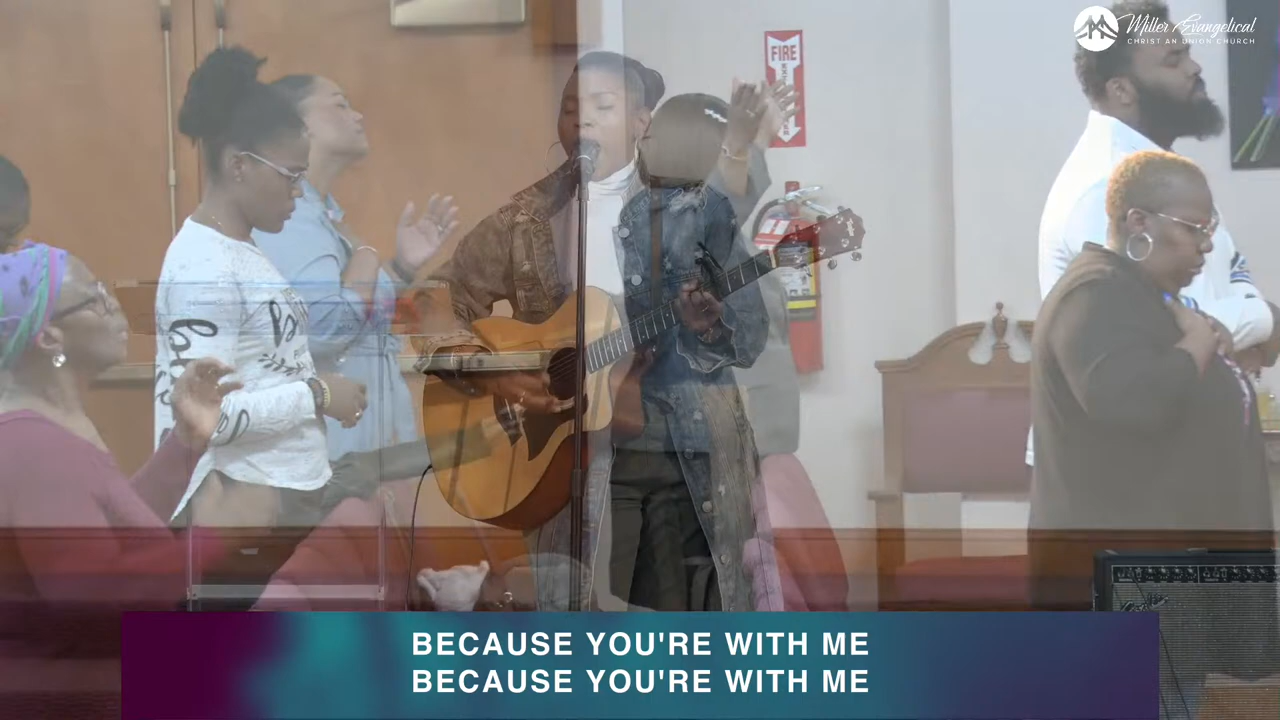 Miller Evangelical
CHRISTIAN UNION CHURCH
FIRE
BECAUSE YOU'RE WITH ME
BECAUSE YOU'RE WITH ME